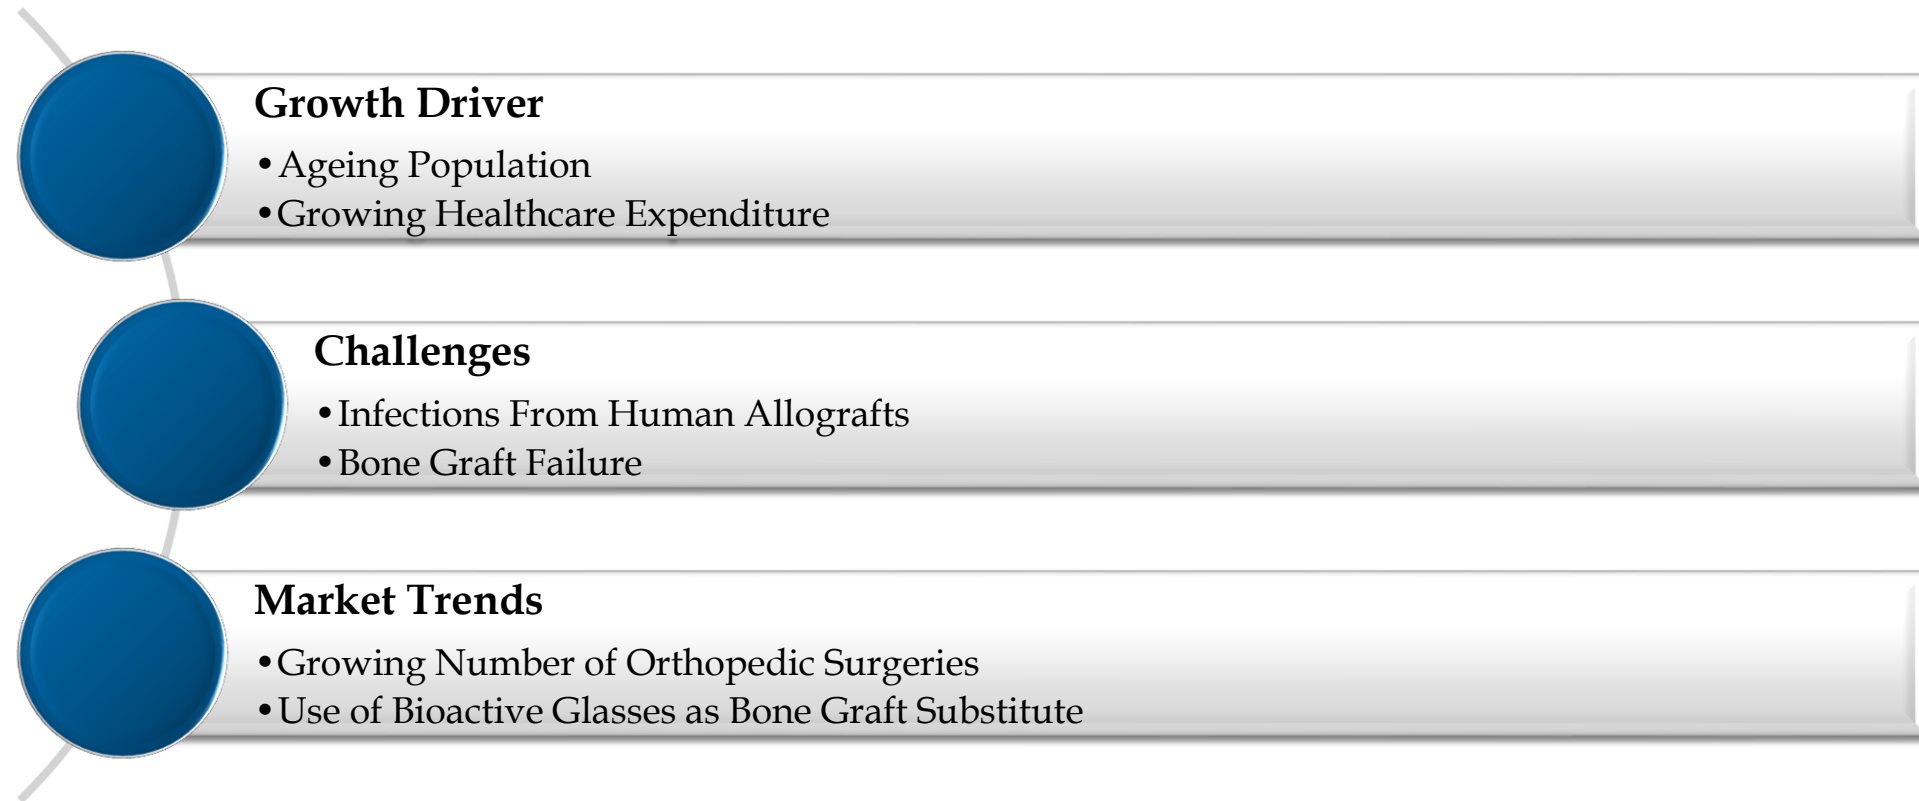 Growth Driver
•Ageing Population
•Growing Healthcare Expenditure
Challenges
•Infections From Human Allografts
•Bone Graft Failure
Market Trends
•Growing Number of Orthopedic Surgeries
•Use of Bioactive Glasses as Bone Graft Substitute